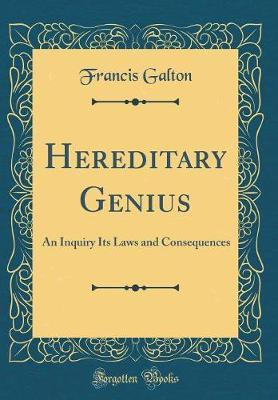 Francis Galton
HEREDITARY
GENIUS
An Inquiry Its Laws and Consequences
Forgotten Books